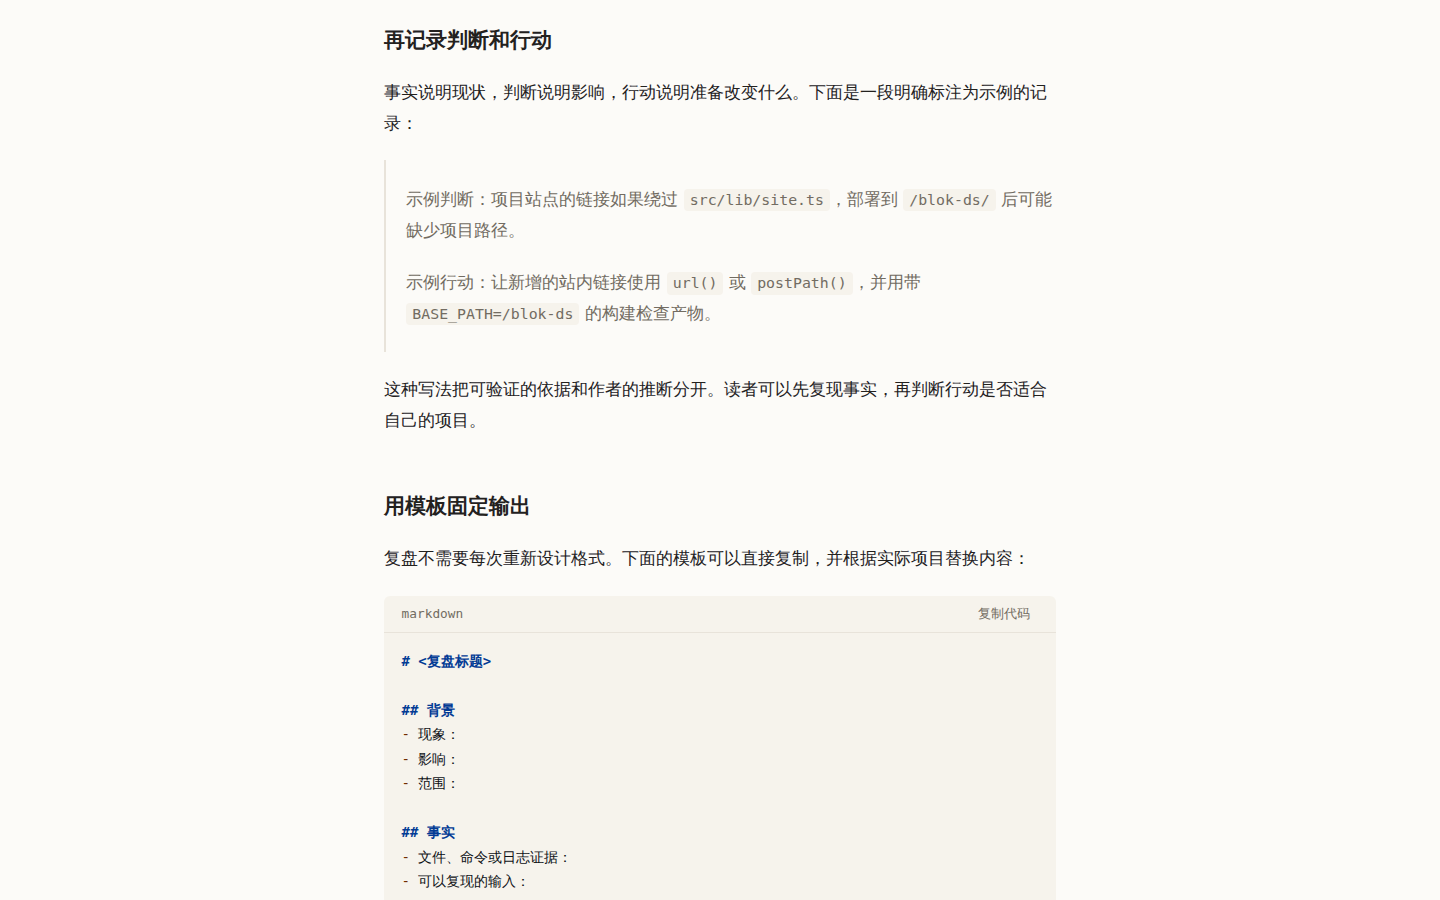 再记录判断和行动
事实说明现状，判断说明影响，行动说明准备改变什么。下面是一段明确标注为示例的记
录：
示例判断：项目站点的链接如果绕过 src/lib/site.ts，部署到 /blok-ds/ 后可能
缺少项目路径。
示例行动：让新增的站内链接使用 url() 或 postPath()，并用带
BASE_PATH=/blok-ds 的构建检查产物。
这种写法把可验证的依据和作者的推断分开。读者可以先复现事实，再判断行动是否适合
自己的项目。
用模板固定输出
复盘不需要每次重新设计格式。下面的模板可以直接复制，并根据实际项目替换内容：
markdown 复制代码
# <复盘标题>
## 背景
- 现象：
- 影响：
- 范围：
## 事实
- 文件、命令或日志证据：
- 可以复现的输入：